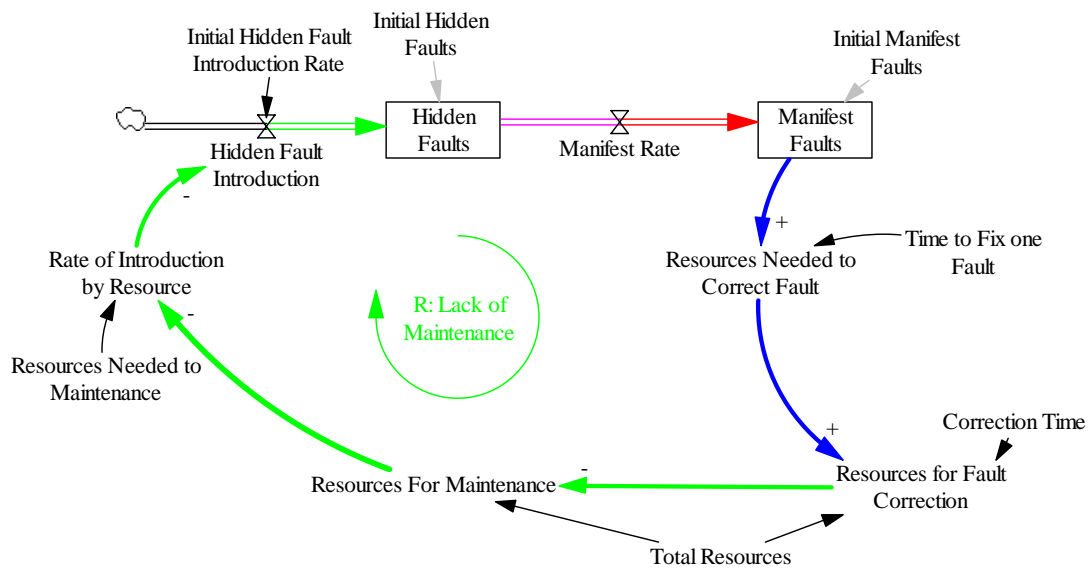 Initial Hidden Fault
Introduction Rate
Initial Hidden
Faults
Initial Manifest
Faults
Hidden
Faults
Manifest
Faults
Hidden Fault
Introduction
Manifest Rate
-
+
Rate of Introduction
by Resource
Resources Needed to
Correct Fault
Time to Fix one
Fault
R: Lack of
Maintenance
-
Resources Needed to
Maintenance
+
Correction Time
Resources For Maintenance
-
Resources for Fault
Correction
Total Resources